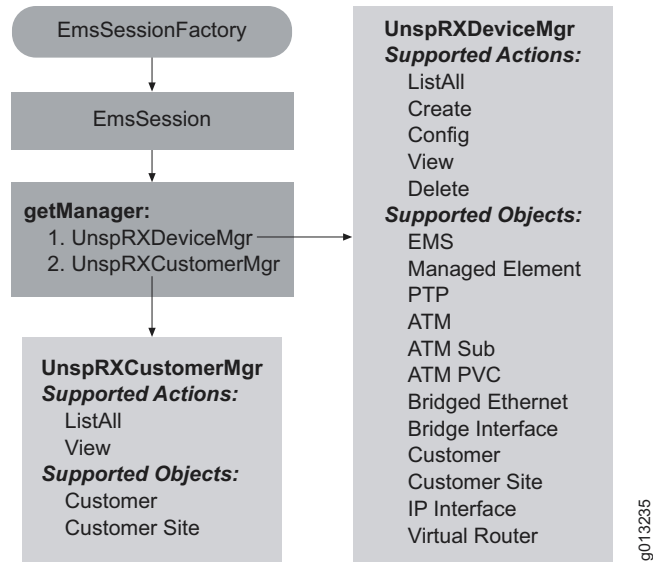 EmsSessionFactory
EmsSession
getManager:
1. UnspRXDeviceMgr
2. UnspRXCustomerMgr
UnspRXCustomerMgr
Supported Actions:
ListAll
View
Supported Objects:
Customer
Customer Site
UnspRXDeviceMgr
Supported Actions:
ListAll
Create
Config
View
Delete
Supported Objects:
EMS
Managed Element
PTP
ATM
ATM Sub
ATM PVC
Bridged Ethernet
Bridge Interface
Customer
Customer Site
IP Interface
Virtual Router
g013235